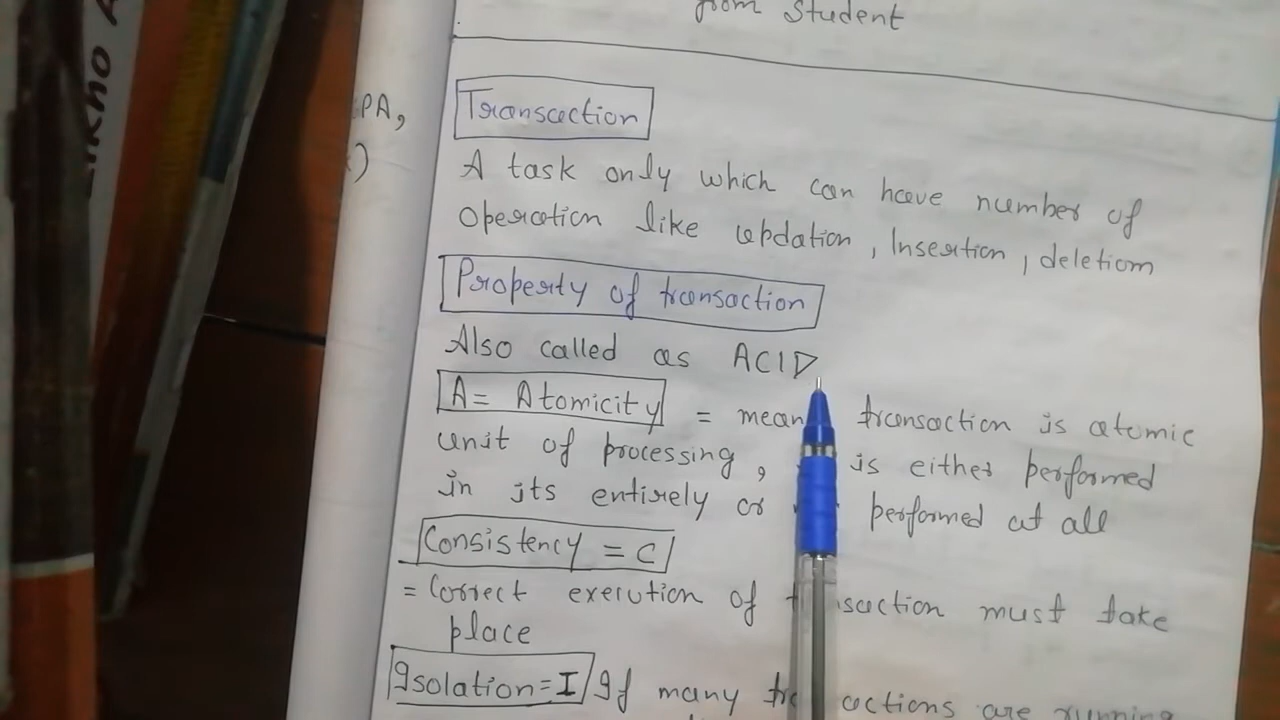 from Student
PA,
)
Transaction
A task only which can have number of
operation like updation, Insertion, deletion
Property of transaction
Also called as ACID
A= Atomicity = mean transaction is atomic
unit of processing, is either performed
in its entirely or performed at all
Consistency = C
= Correct execution of saction must take
place
Isolation = I If many actions are running